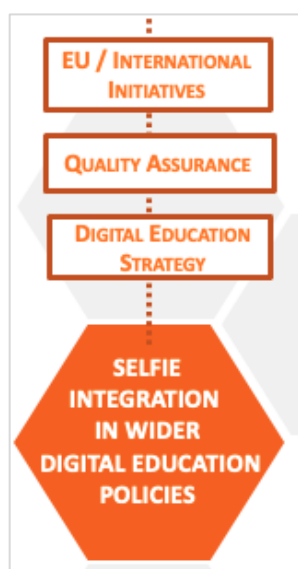 EU / INTERNATIONAL
INITIATIVES
QUALITY ASSURANCE
DIGITAL EDUCATION
STRATEGY
SELFIE
INTEGRATION
IN WIDER
DIGITAL EDUCATION
POLICIES